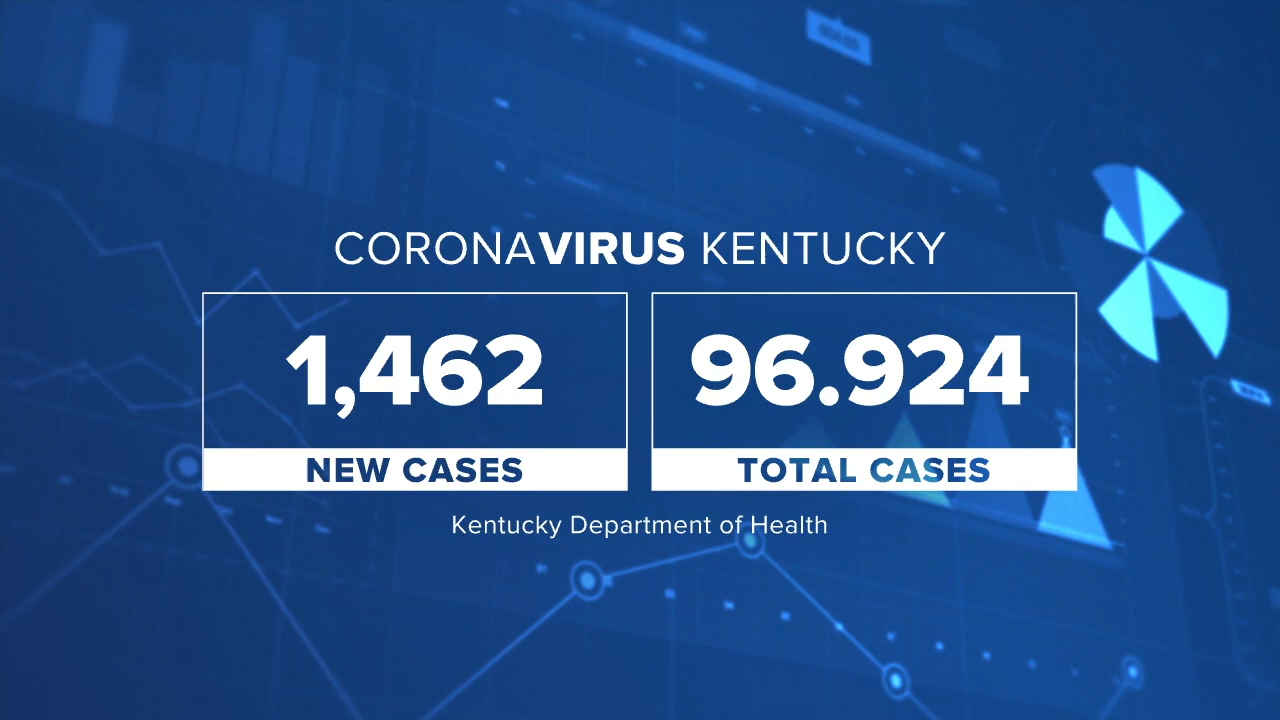 CORONAVIRUS KENTUCKY
1,462
96.924
NEW CASES
TOTAL CASES
Kentucky Department of Health